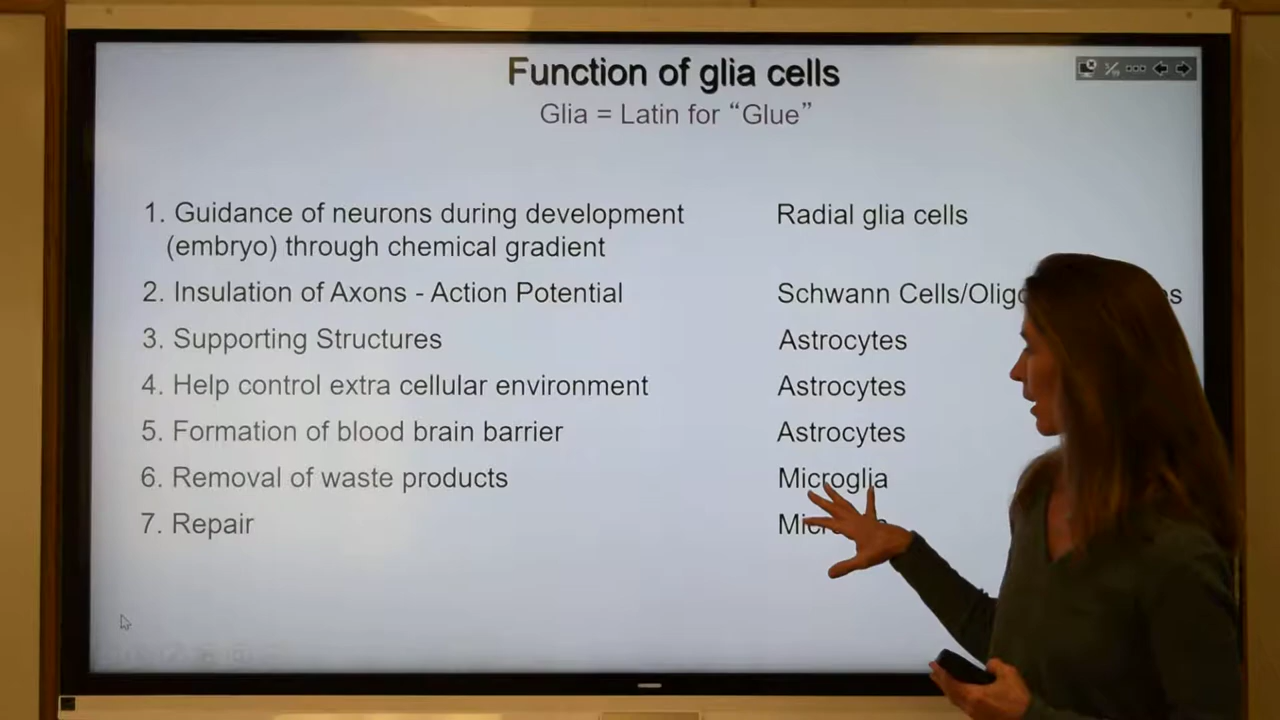 Function of glia cells
Glia = Latin for “Glue”
1. Guidance of neurons during development
(embryo) through chemical gradient
Radial glia cells
2. Insulation of Axons - Action Potential
Schwann
3. Supporting Structures
Astrocytes
4. Help control extra cellular environment
Astrocytes
5. Formation of blood brain barrier
Astrocytes
6. Removal of waste products
Microglia
7. Repair